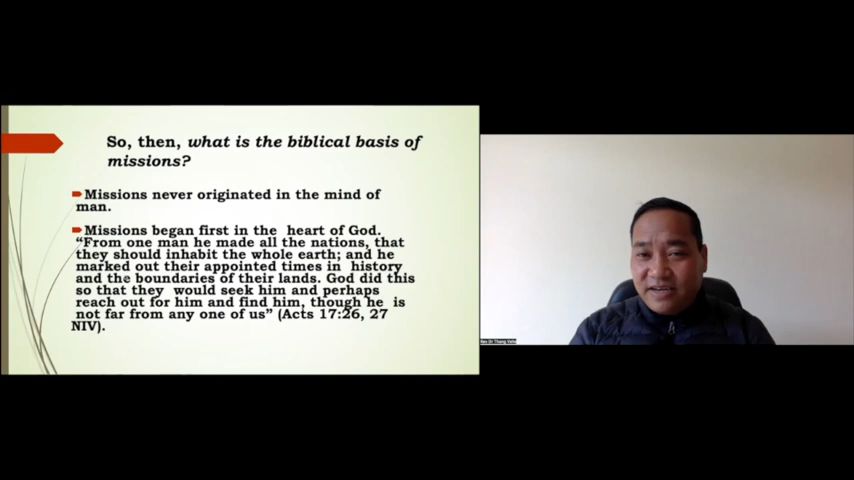 So, then, what is the biblical basis of
missions?
Missions never originated in the mind of
man.
Missions began first in the heart of God.
“From one man he made all the nations, that
they should inhabit the whole earth; and he
marked out their appointed times in history
and the boundaries of their lands. God did this
so that they would seek him and perhaps
reach out for him and find him, though he is
not far from any one of us” (Acts 17:26, 27
NIV).
Rev Dr Thang